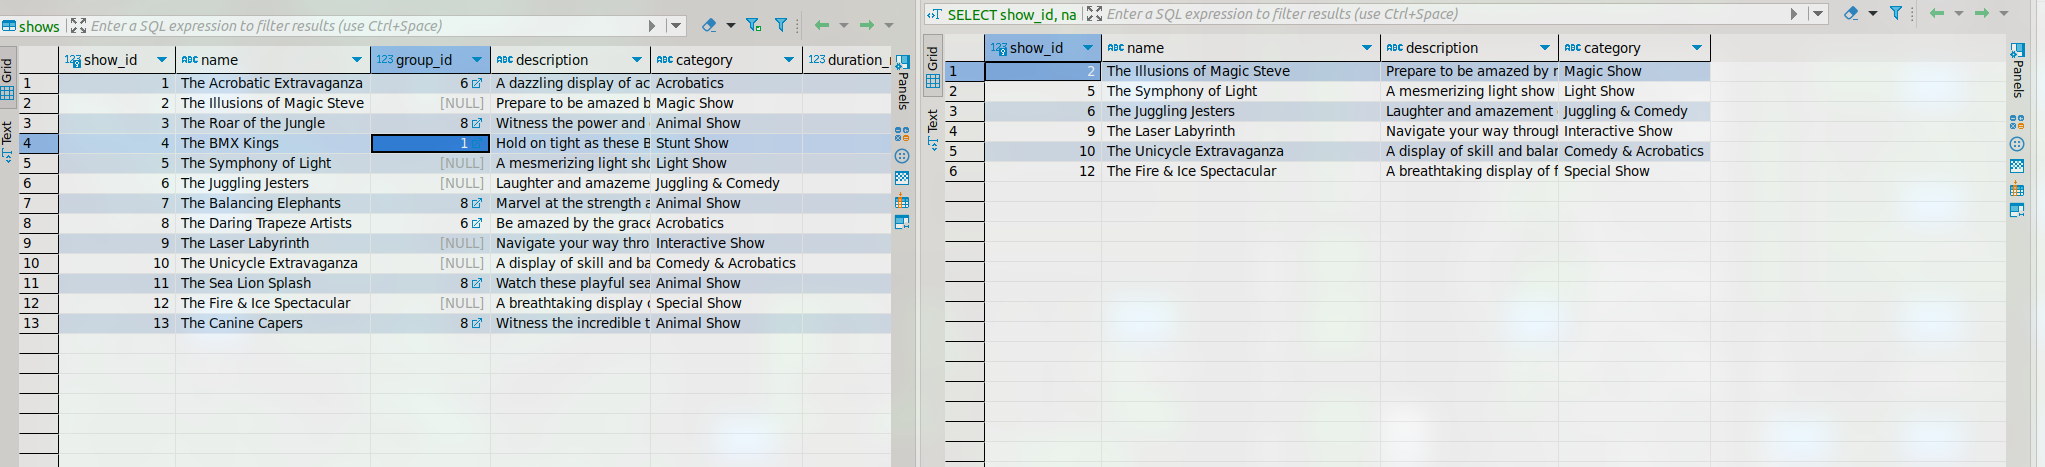 shows Enter a SQL expression to filter results (use Ctrl+Space)
Grid
Text
123 show_id ABC name 123 group_id ABC description ABC category 123 duration_
1 1 The Acrobatic Extravaganza 6 A dazzling display of ac Acrobatics
2 2 The Illusions of Magic Steve [NULL] Prepare to be amazed b Magic Show
3 3 The Roar of the Jungle 8 Witness the power and Animal Show
4 4 The BMX Kings 1 Hold on tight as these B Stunt Show
5 5 The Symphony of Light [NULL] A mesmerizing light sho Light Show
6 6 The Juggling Jesters [NULL] Laughter and amazeme Juggling & Comedy
7 7 The Balancing Elephants 8 Marvel at the strength a Animal Show
8 8 The Daring Trapeze Artists 6 Be amazed by the grace Acrobatics
9 9 The Laser Labyrinth [NULL] Navigate your way thro Interactive Show
10 10 The Unicycle Extravaganza [NULL] A display of skill and ba Comedy & Acrobatics
11 11 The Sea Lion Splash 8 Watch these playful sea Animal Show
12 12 The Fire & Ice Spectacular [NULL] A breathtaking display o Special Show
13 13 The Canine Capers 8 Witness the incredible t Animal Show
Panels
SELECT show_id, na Enter a SQL expression to filter results (use Ctrl+Space)
Grid
Text
123 show_id ABC name ABC description ABC category
1 2 The Illusions of Magic Steve Prepare to be amazed by r Magic Show
2 5 The Symphony of Light A mesmerizing light show Light Show
3 6 The Juggling Jesters Laughter and amazement Juggling & Comedy
4 9 The Laser Labyrinth Navigate your way through Interactive Show
5 10 The Unicycle Extravaganza A display of skill and balan Comedy & Acrobatics
6 12 The Fire & Ice Spectacular A breathtaking display of f Special Show
Panels